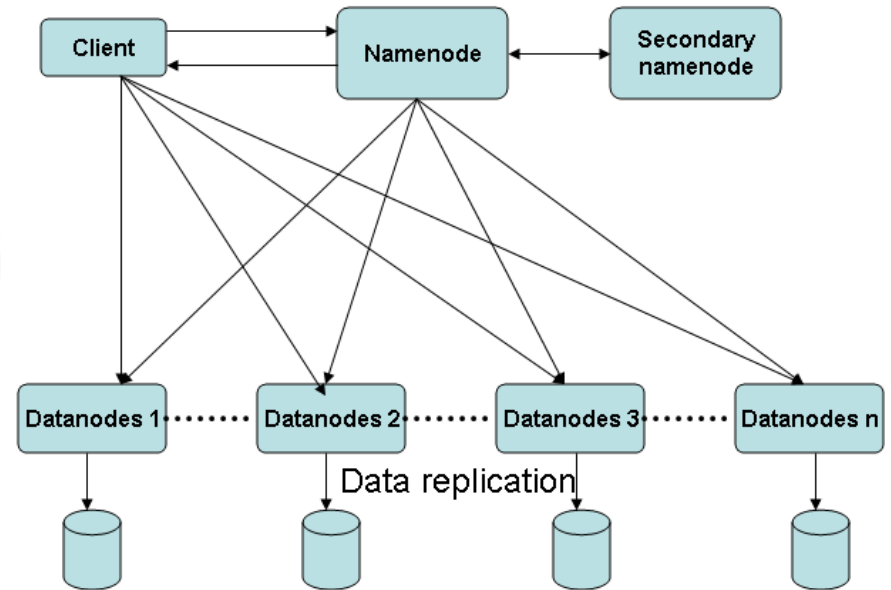 Client
Namenode
Secondary
namenode
Datanodes 1
Datanodes 2
Datanodes 3
Datanodes n
Data replication